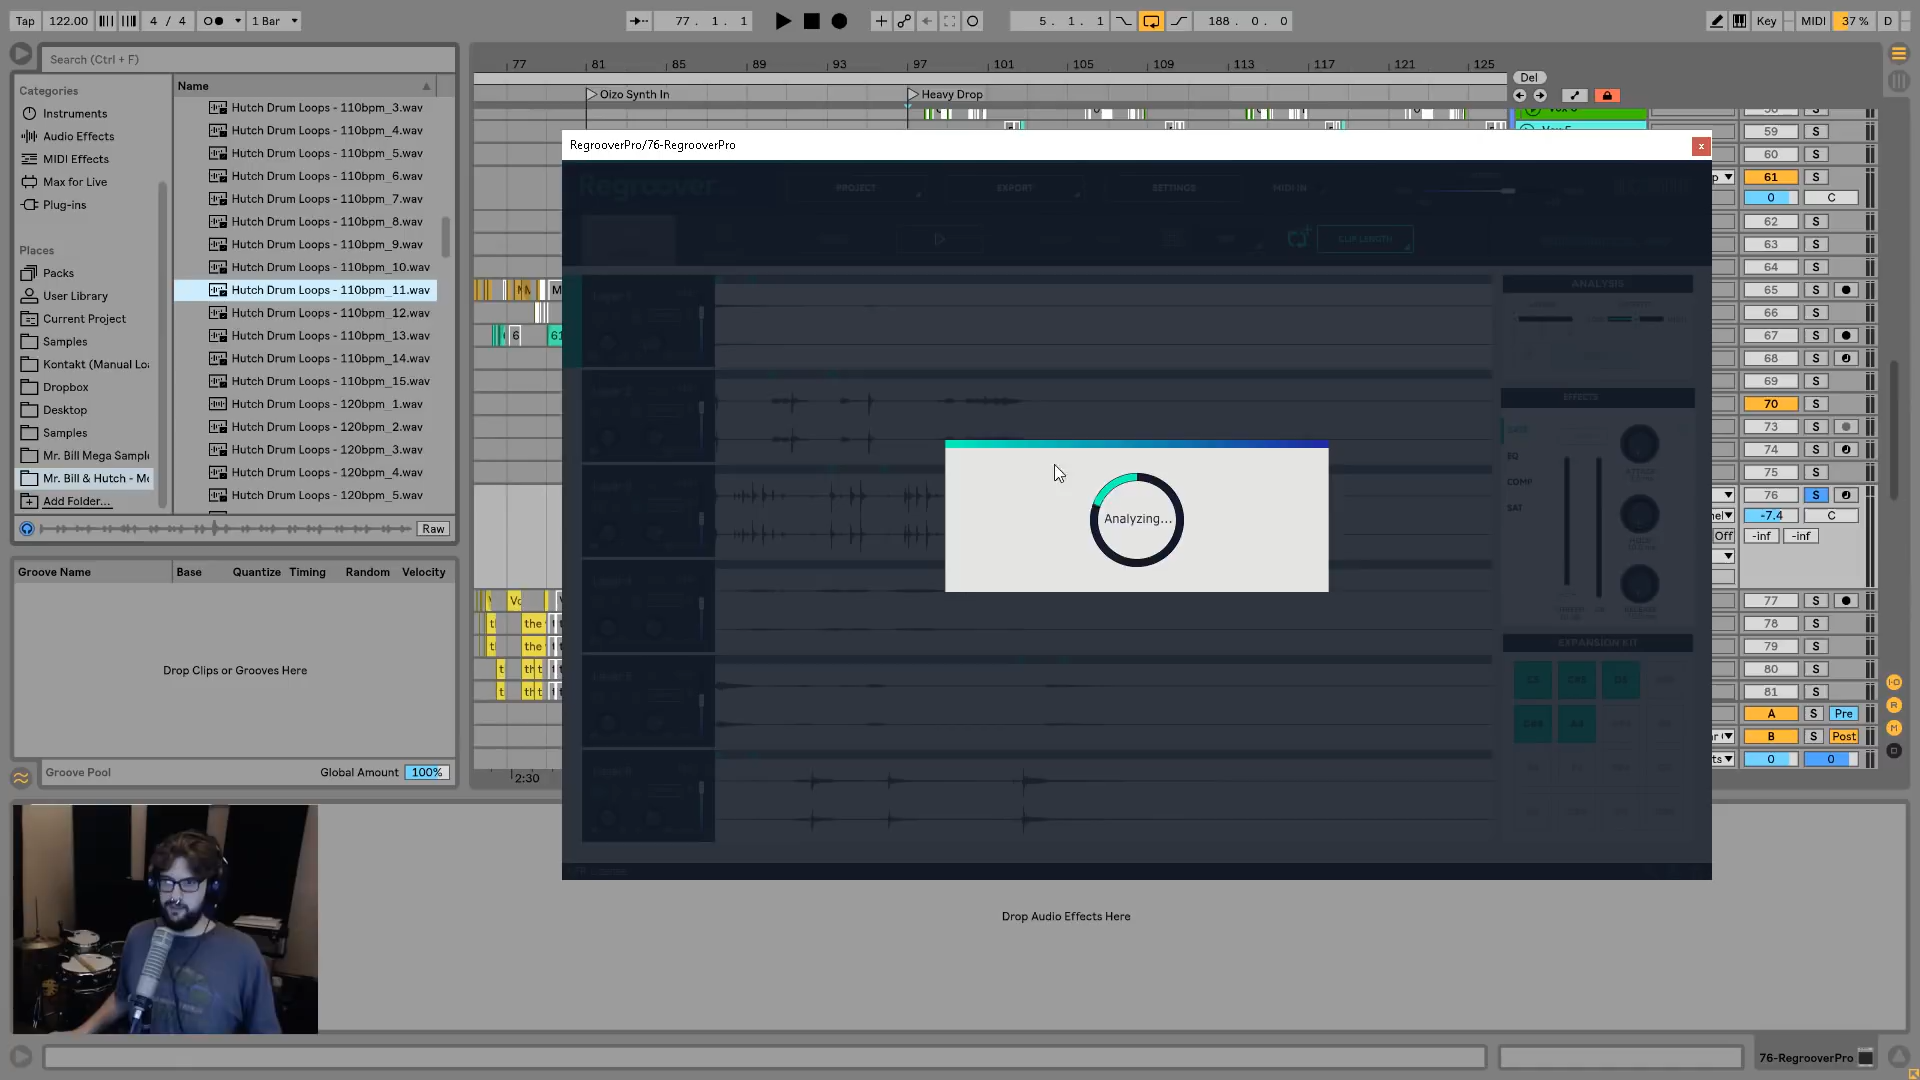 Tap 122.00 4 / 4 1 Bar 77 . 1 . 1 5 . 1 . 1 188 . 0 . 0 Key MIDI 37 % D
Search (Ctrl + F)
Categories
Instruments
Audio Effects
MIDI Effects
Max for Live
Plug-ins
Places
Packs
User Library
Current Project
Samples
Kontakt (Manual Lo
Dropbox
Desktop
Samples
Mr. Bill Mega Sampl
Mr. Bill & Hutch - M
Add Folder...
Name
Hutch Drum Loops - 110bpm_3.wav
Hutch Drum Loops - 110bpm_4.wav
Hutch Drum Loops - 110bpm_5.wav
Hutch Drum Loops - 110bpm_6.wav
Hutch Drum Loops - 110bpm_7.wav
Hutch Drum Loops - 110bpm_8.wav
Hutch Drum Loops - 110bpm_9.wav
Hutch Drum Loops - 110bpm_10.wav
Hutch Drum Loops - 110bpm_11.wav
Hutch Drum Loops - 110bpm_12.wav
Hutch Drum Loops - 110bpm_13.wav
Hutch Drum Loops - 110bpm_14.wav
Hutch Drum Loops - 110bpm_15.wav
Hutch Drum Loops - 120bpm_1.wav
Hutch Drum Loops - 120bpm_2.wav
Hutch Drum Loops - 120bpm_3.wav
Hutch Drum Loops - 120bpm_4.wav
Hutch Drum Loops - 120bpm_5.wav
Raw
Groove Name Base Quantize Timing Random Velocity
Drop Clips or Grooves Here
Groove Pool Global Amount 100%
77 81 85 89 93 97 101 105 109 113 117 121 125
Oizo Synth In Heavy Drop
Del
RegrooverPro/76-RegrooverPro
x
Regroover
PROJECT EXPORT SETTINGS MIDI IN
CLIP LENGTH
ANALYSIS
EFFECTS
GATE
EQ
COMP
SAT
ATTACK
HOLD
RELEASE
EXPANSION KIT
Analyzing...
59 S
60 S
61 S
0 C
62 S
63 S
64 S
65 S
66 S
67 S
68 S
69 S
70 S
73 S
74 S
75 S
76 S
-7.4 C
Off -inf -inf
77 S
78 S
79 S
80 S
81 S
A S Pre
B S Post
0 0
2:30
Drop Audio Effects Here
76-RegrooverPro